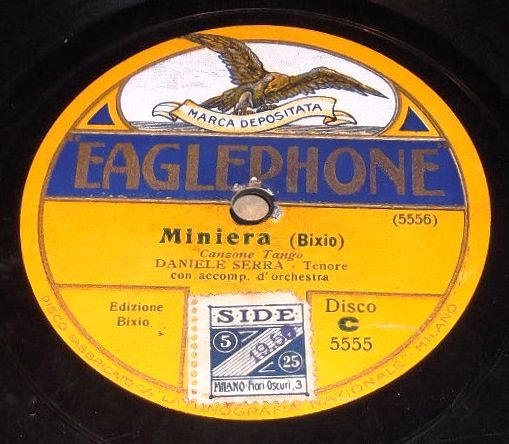 MARCA DEPOSITATA
"EAGLEPHONE"
(5556)
Miniera (Bixio)
Canzone Tango
DANIELE SERRA - Tenore
con accomp. d'orchestra
Edizione
Bixio.
Disco
C
5555
SIDE
5
25
MILANO-Fiori Oscuri, 3
DISCO FABBRICATO DA "LA FONOGRAFIA NAZIONALE" MILANO